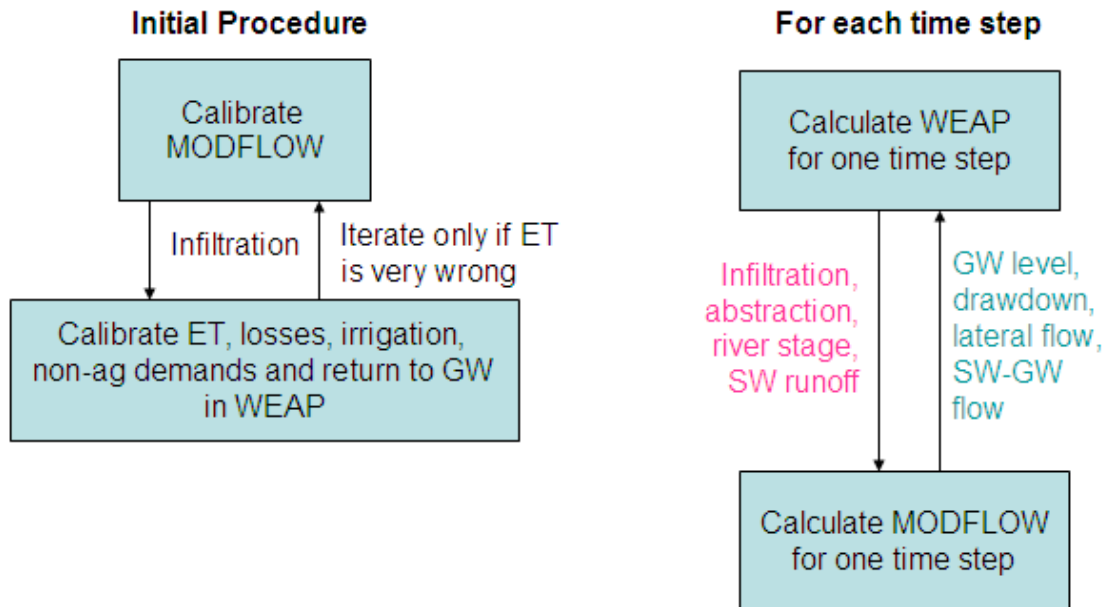 Initial Procedure
Calibrate
MODFLOW
Infiltration
Iterate only if ET
is very wrong
Calibrate ET, losses, irrigation,
non-ag demands and return to GW
in WEAP
For each time step
Calculate WEAP
for one time step
Infiltration,
abstraction,
river stage,
SW runoff
GW level,
drawdown,
lateral flow,
SW-GW
flow
Calculate MODFLOW
for one time step